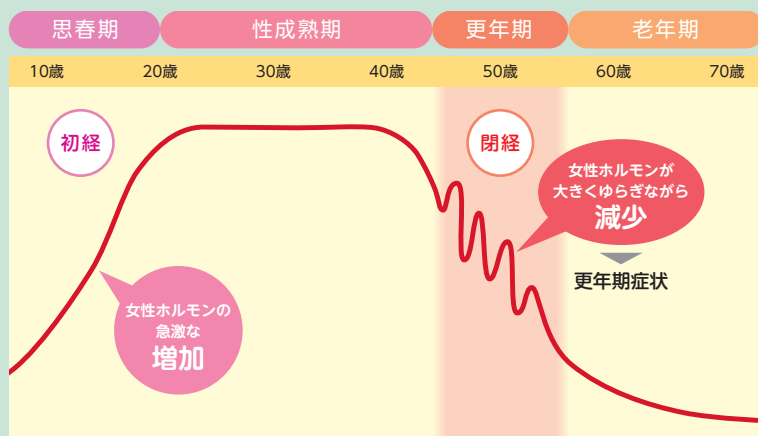 思春期 性成熟期 更年期 老年期
10歳 20歳 30歳 40歳 50歳 60歳 70歳
初経
閉経
女性ホルモンが
大きくゆらぎながら
減少
更年期症状
女性ホルモンの
急激な
増加